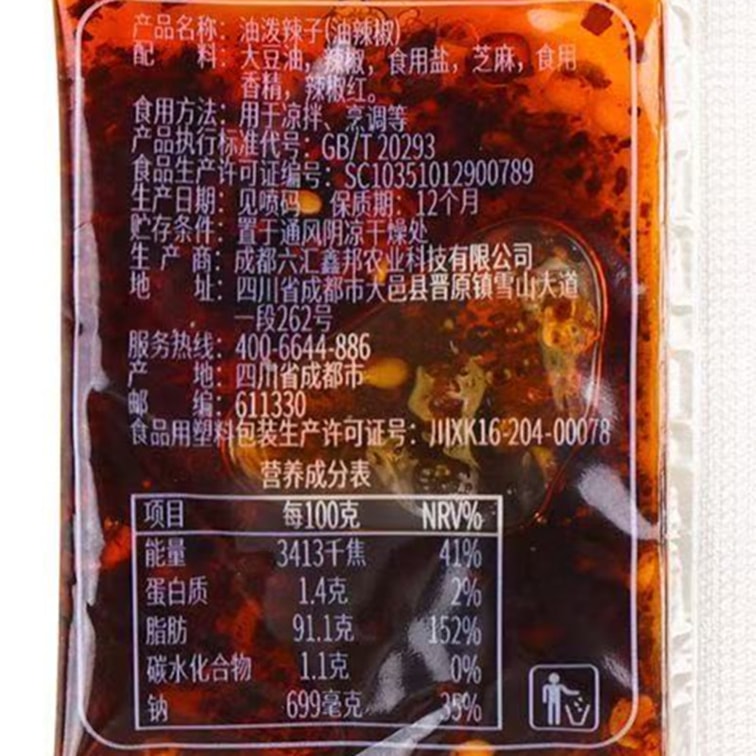 产品名称：油泼辣子(油辣椒)
配 料：大豆油，辣椒，食用盐，芝麻，食用
香精，辣椒红。
食用方法：用于凉拌、烹调等
产品执行标准代号：GB/T 20293
食品生产许可证编号：SC10351012900789
生产日期：见喷码 保质期：12个月
贮存条件：置于通风阴凉干燥处
生 产 商：成都六汇鑫邦农业科技有限公司
地 址：四川省成都市大邑县晋原镇雪山大道
一段262号
服务热线：400-6644-886
产 地：四川省成都市
邮 编：611330
食品用塑料包装生产许可证号：川XK16-204-00078
营养成分表
项目 每100克 NRV%
能量 3413千焦 41%
蛋白质 1.4克 2%
脂肪 91.1克 152%
碳水化合物 1.1克 0%
钠 699毫克 35%